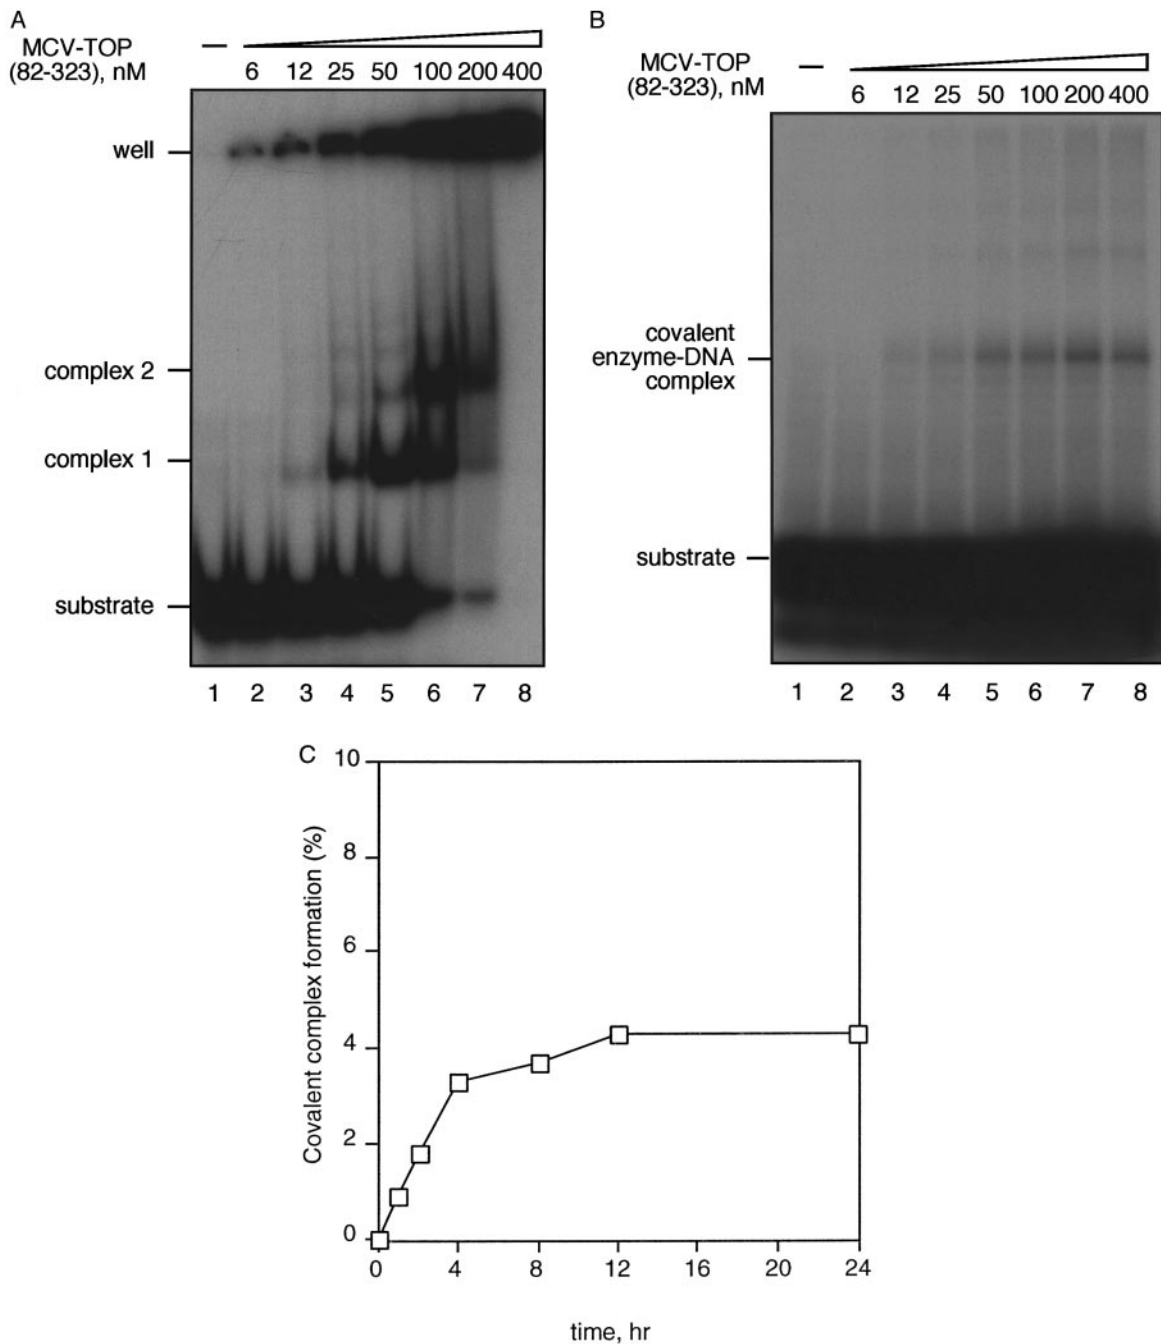 A
MCV-TOP
(82-323), nM
—
6 12 25 50 100 200 400
well
complex 2
complex 1
substrate
1 2 3 4 5 6 7 8
B
MCV-TOP
(82-323), nM
—
6 12 25 50 100 200 400
covalent
enzyme-DNA
complex
substrate
1 2 3 4 5 6 7 8
C
Covalent complex formation (%)
10
8
6
4
2
0
0 4 8 12 16 20 24
time, hr